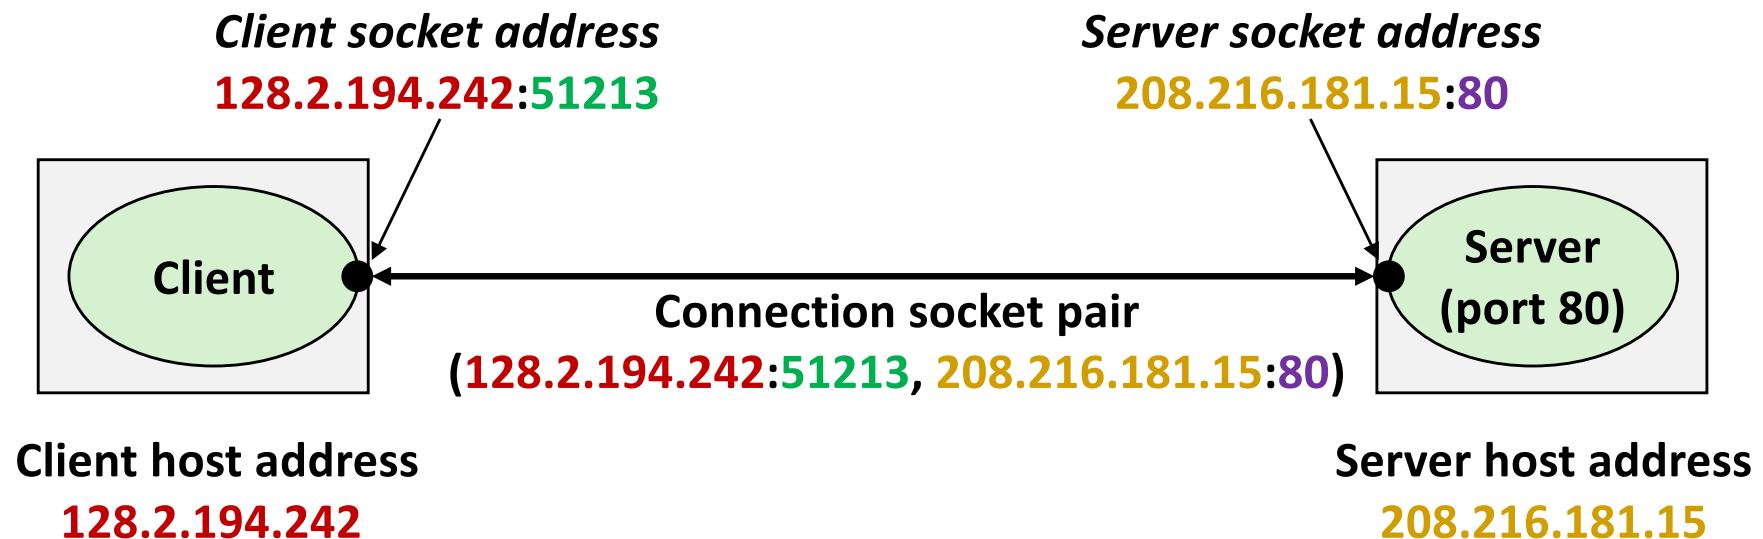 Client socket address
128.2.194.242:51213
Server socket address
208.216.181.15:80
Client
Server
(port 80)
Connection socket pair
(128.2.194.242:51213, 208.216.181.15:80)
Client host address
128.2.194.242
Server host address
208.216.181.15